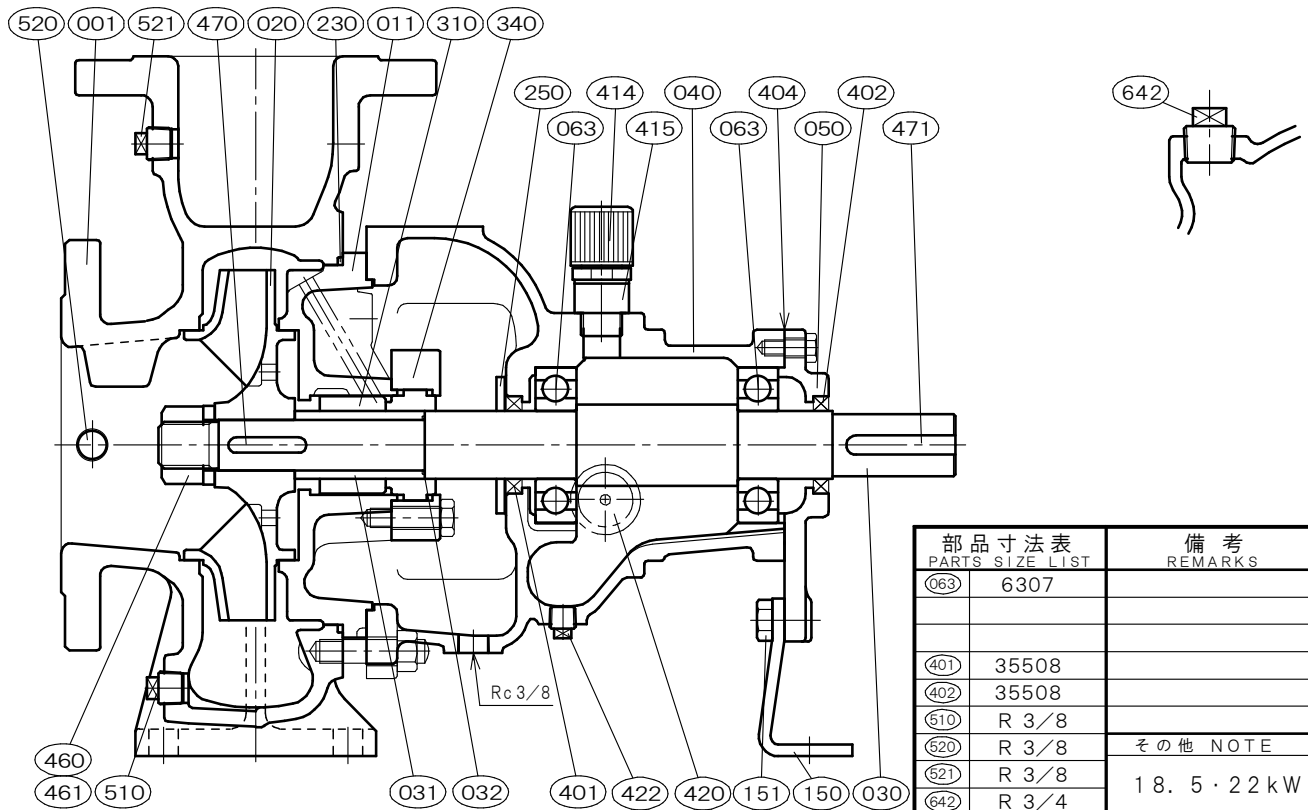 520 001 521 470 020 230 011 310 340
250 414 040 404 402 642
063 415 063 050 471
Rc 3/8
460
461 510 031 032 401 422 420 151 150 030
部品寸法表 備考
PARTS SIZE LIST REMARKS
063 6307
401 35508
402 35508
510 R 3/8
520 R 3/8 その他 NOTE
521 R 3/8
18.5・22kW
642 R 3/4